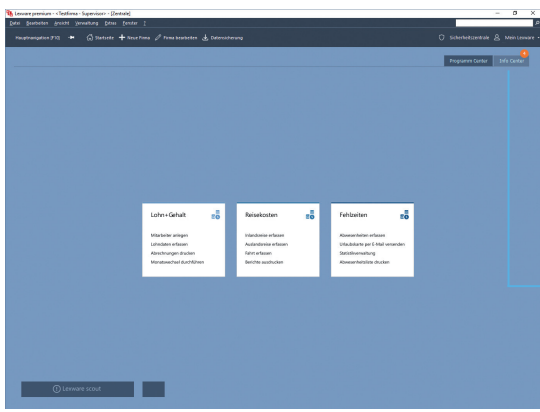 Lexware premium - <Testfirma - Supervisor> - [Zentrale]
Datei Bearbeiten Ansicht Verwaltung Extras Fenster ?
Hauptnavigation (F10) Startseite Neue Firma Firma bearbeiten Datensicherung Sicherheitszentrale Mein Lexware
4
Programm Center Info Center
Lohn+Gehalt
Mitarbeiter anlegen
Lohndaten erfassen
Abrechnungen drucken
Monatswechsel durchführen
Reisekosten
Inlandsreise erfassen
Auslandsreise erfassen
Fahrt erfassen
Berichte ausdrucken
Fehlzeiten
Abwesenheiten erfassen
Urlaubskarte per E-Mail versenden
Statistikverwaltung
Abwesenheitsliste drucken
Lexware scout